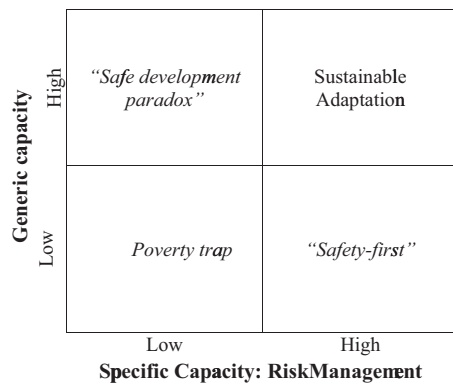 Generic capacity
High
Low
“Safe development
paradox”
Sustainable
Adaptation
Poverty trap
“Safety-first”
Low
High
Specific Capacity: RiskManagement